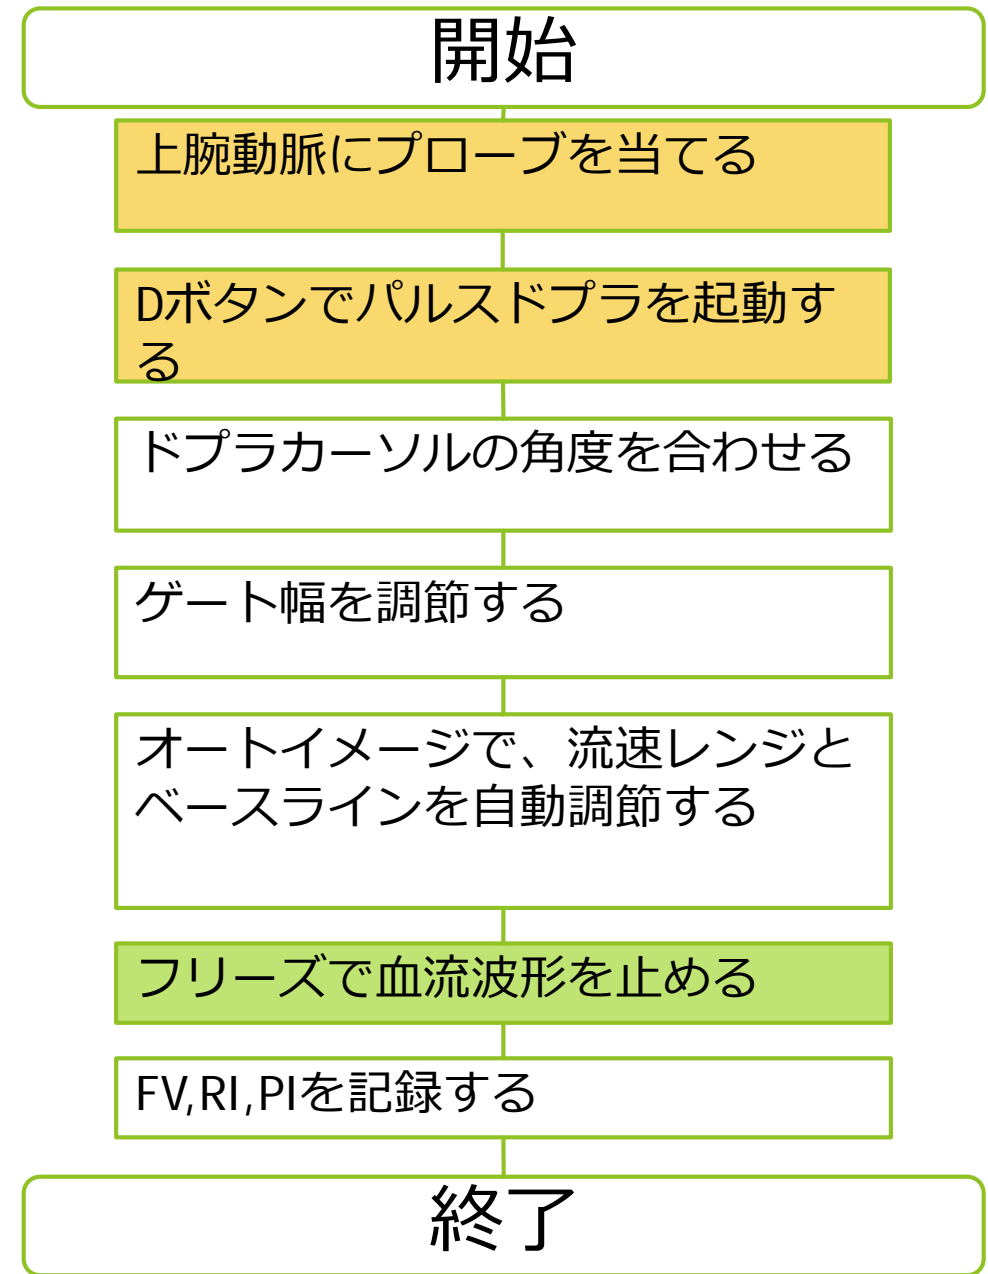 開始
上腕動脈にプローブを当てる
Dボタンでパルスドプラを起動す
る
ドプラカーソルの角度を合わせる
ゲート幅を調節する
オートイメージで、流速レンジと
ベースラインを自動調節する
フリーズで血流波形を止める
FV,RI,PIを記録する
終了